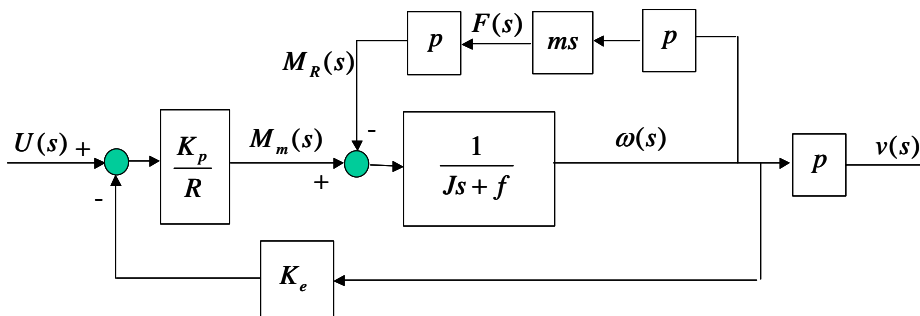 F(s)
p
ms
p
M_R(s)
-
U(s) +
K_p
R
M_m(s)
+
1
Js + f
ω(s)
p
v(s)
-
K_e